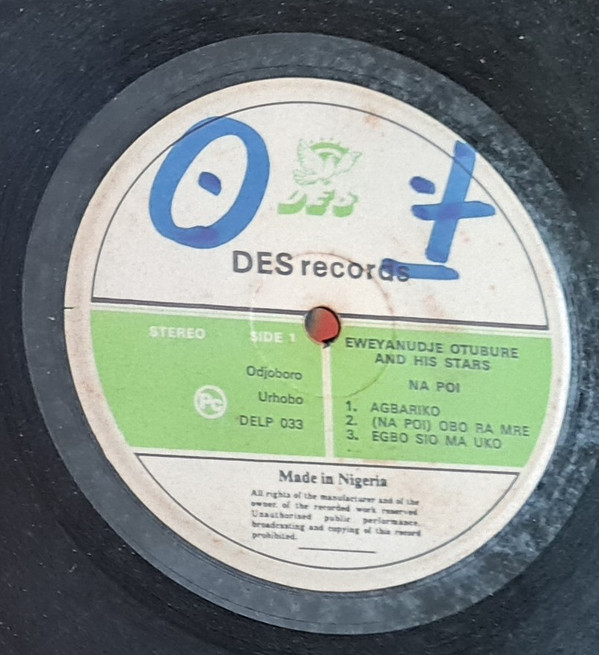 O I
DES
DES records
STEREO SIDE 1
Odjoboro
Urhobo
Pc
DELP 033
EWEYANUDJE OTUBURE
AND HIS STARS
NA POI
1. AGBARIKO
2. (NA POI) OBO RA MRE
3. EGBO SIO MA UKO
Made in Nigeria
All rights of the manufacturer and of the
owner of the recorded work reserved
Unauthorised public performance,
broadcasting and copying of this record
prohibited.